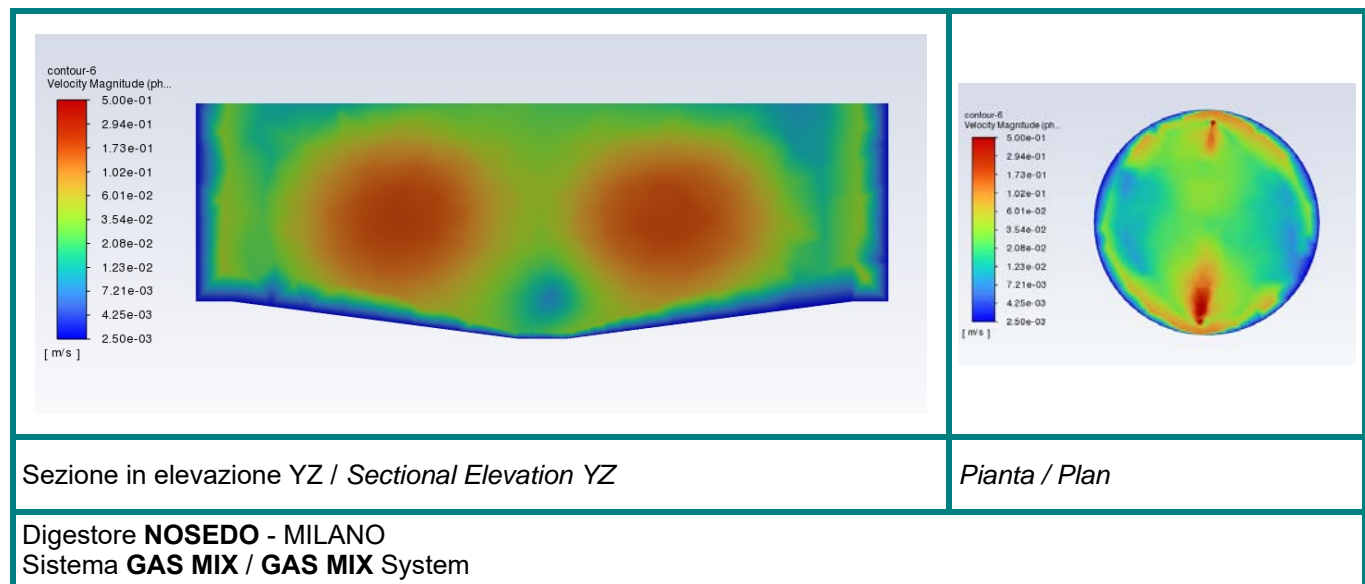 contour-6
Velocity Magnitude (ph...
5.00e-01
2.94e-01
1.73e-01
1.02e-01
6.01e-02
3.54e-02
2.08e-02
1.23e-02
7.21e-03
4.25e-03
2.50e-03
[ m/s ]
contour-6
Velocity Magnitude (ph...
5.00e-01
2.94e-01
1.73e-01
1.02e-01
6.01e-02
3.54e-02
2.08e-02
1.23e-02
7.21e-03
4.25e-03
2.50e-03
[ m/s ]
Sezione in elevazione YZ / Sectional Elevation YZ
Pianta / Plan
Digestore NOSEDO - MILANO
Sistema GAS MIX / GAS MIX System